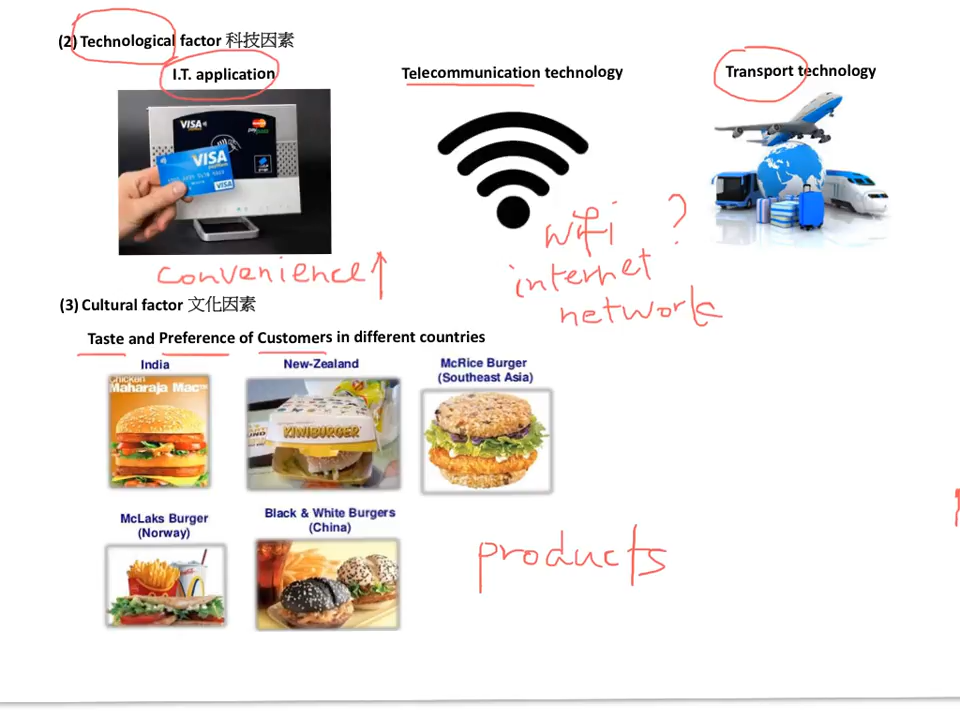 (2) Technological factor 科技因素
I.T. application
Telecommunication technology
Transport technology
VISA
VISA
VISA
convenience ↑
wifi ?
internet
network
(3) Cultural factor 文化因素
Taste and Preference of Customers in different countries
India
New-Zealand
McRice Burger
(Southeast Asia)
Chicken
Maharaja Mac
KIWIBURGER
McLaks Burger
(Norway)
Black & White Burgers
(China)
products